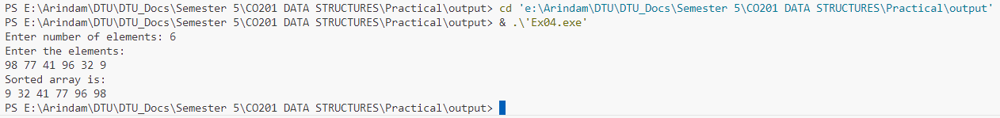 PS E:\Arindam\DTU\DTU_Docs\Semester 5\CO201 DATA STRUCTURES\Practical\output> cd 'e:\Arindam\DTU\DTU_Docs\Semester 5\CO201 DATA STRUCTURES\Practical\output'
PS E:\Arindam\DTU\DTU_Docs\Semester 5\CO201 DATA STRUCTURES\Practical\output> & .\'Ex04.exe'
Enter number of elements: 6
Enter the elements:
98 77 41 96 32 9
Sorted array is:
9 32 41 77 96 98
PS E:\Arindam\DTU\DTU_Docs\Semester 5\CO201 DATA STRUCTURES\Practical\output>